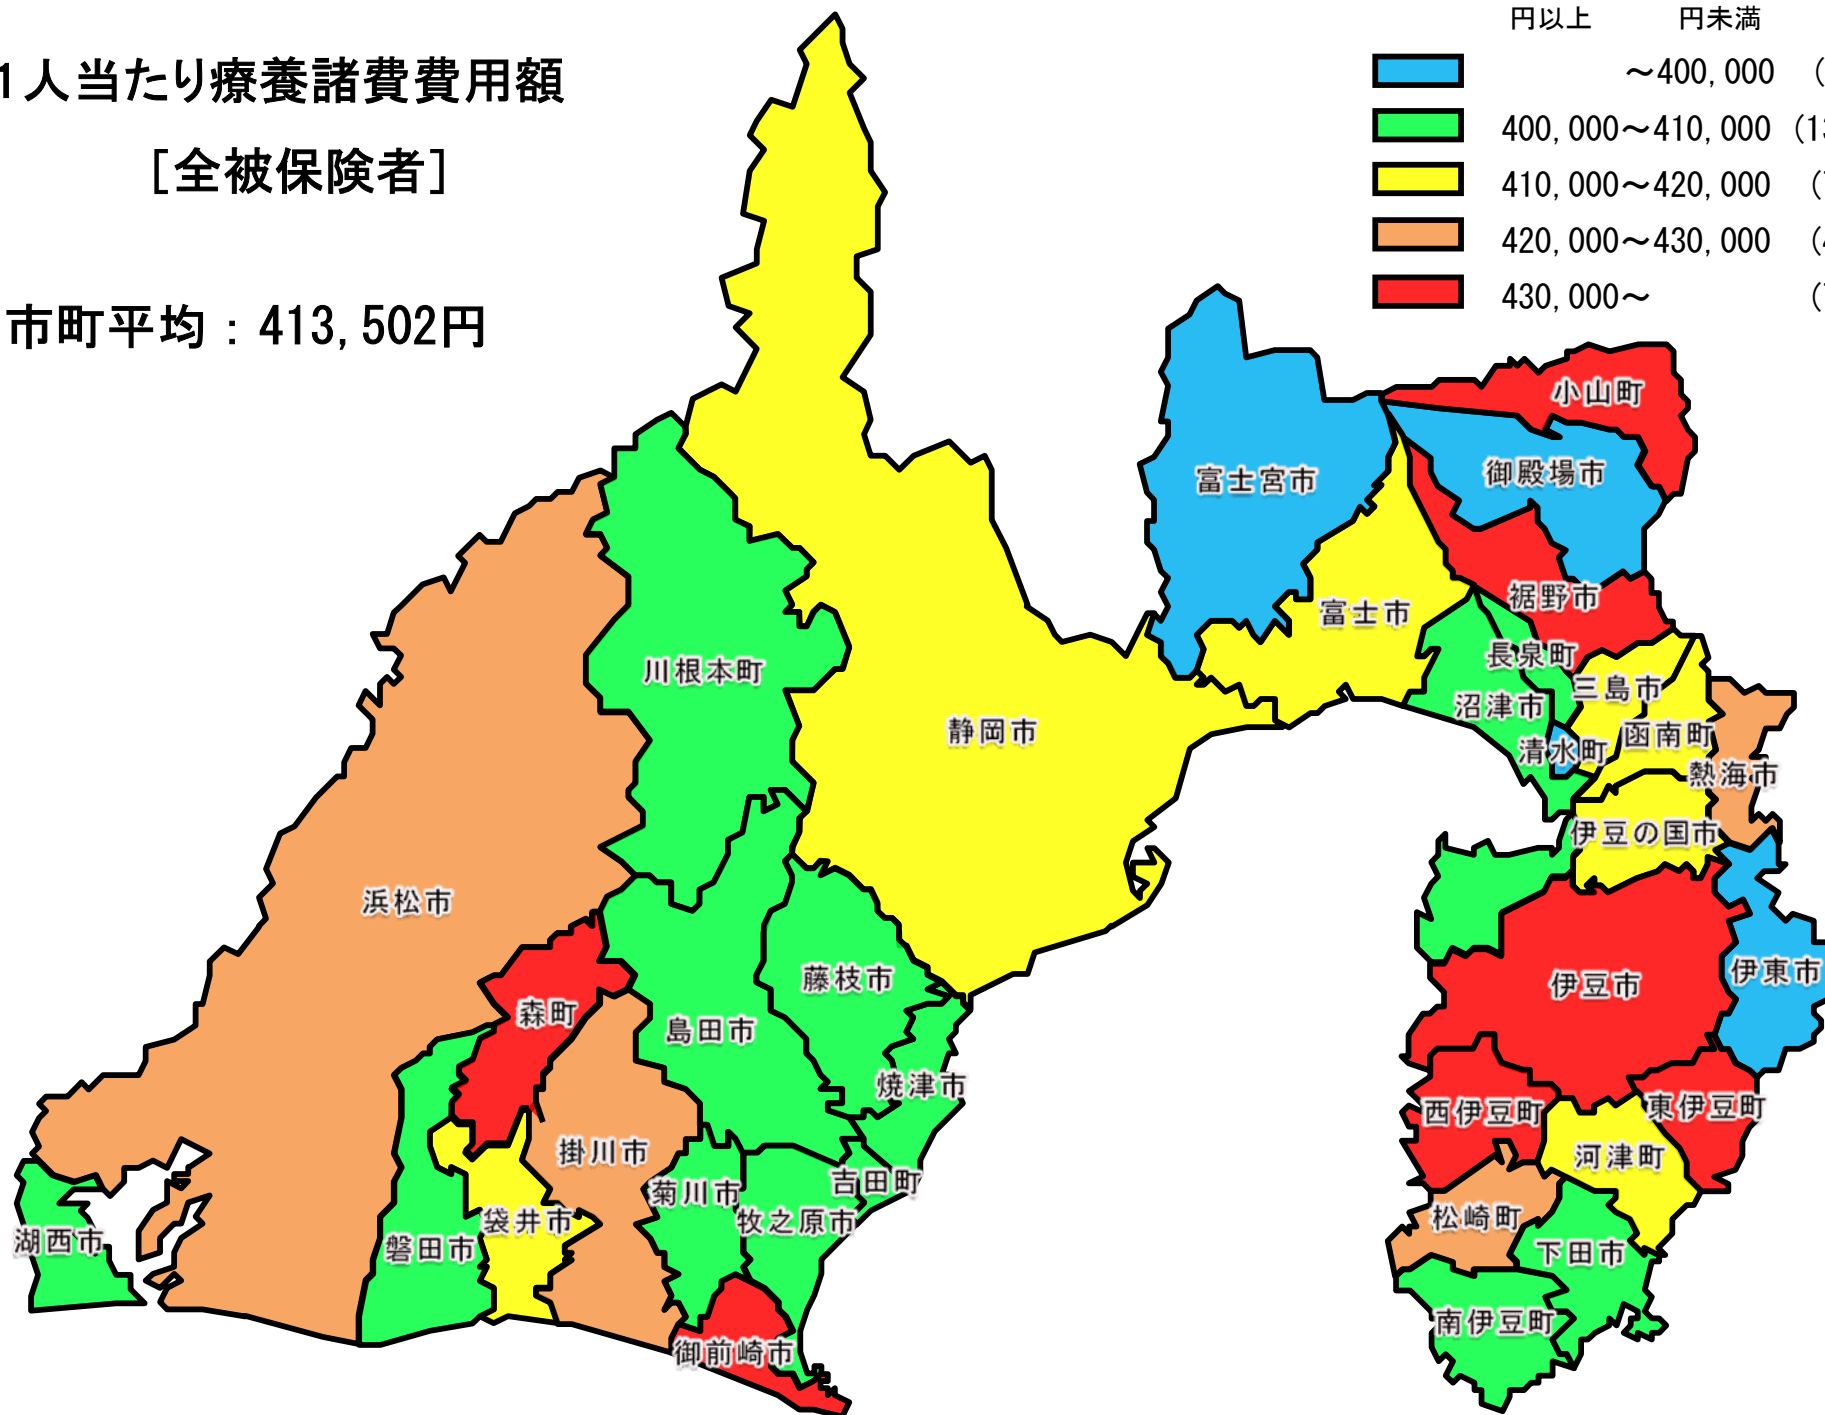 1人当たり療養諸費費用額
［全被保険者］
市町平均：413,502円
円以上 円未満
～400,000 （
400,000～410,000 （13
410,000～420,000 （
420,000～430,000 （4
430,000～ （
小山町
御殿場市
富士宮市
裾野市
富士市
長泉町
川根本町
三島市
沼津市
静岡市
函南町
清水町
熱海市
伊豆の国市
浜松市
伊東市
藤枝市
伊豆市
森町
島田市
焼津市
東伊豆町
西伊豆町
掛川市
河津町
吉田町
菊川市
牧之原市
袋井市
松崎町
湖西市
磐田市
下田市
南伊豆町
御前崎市